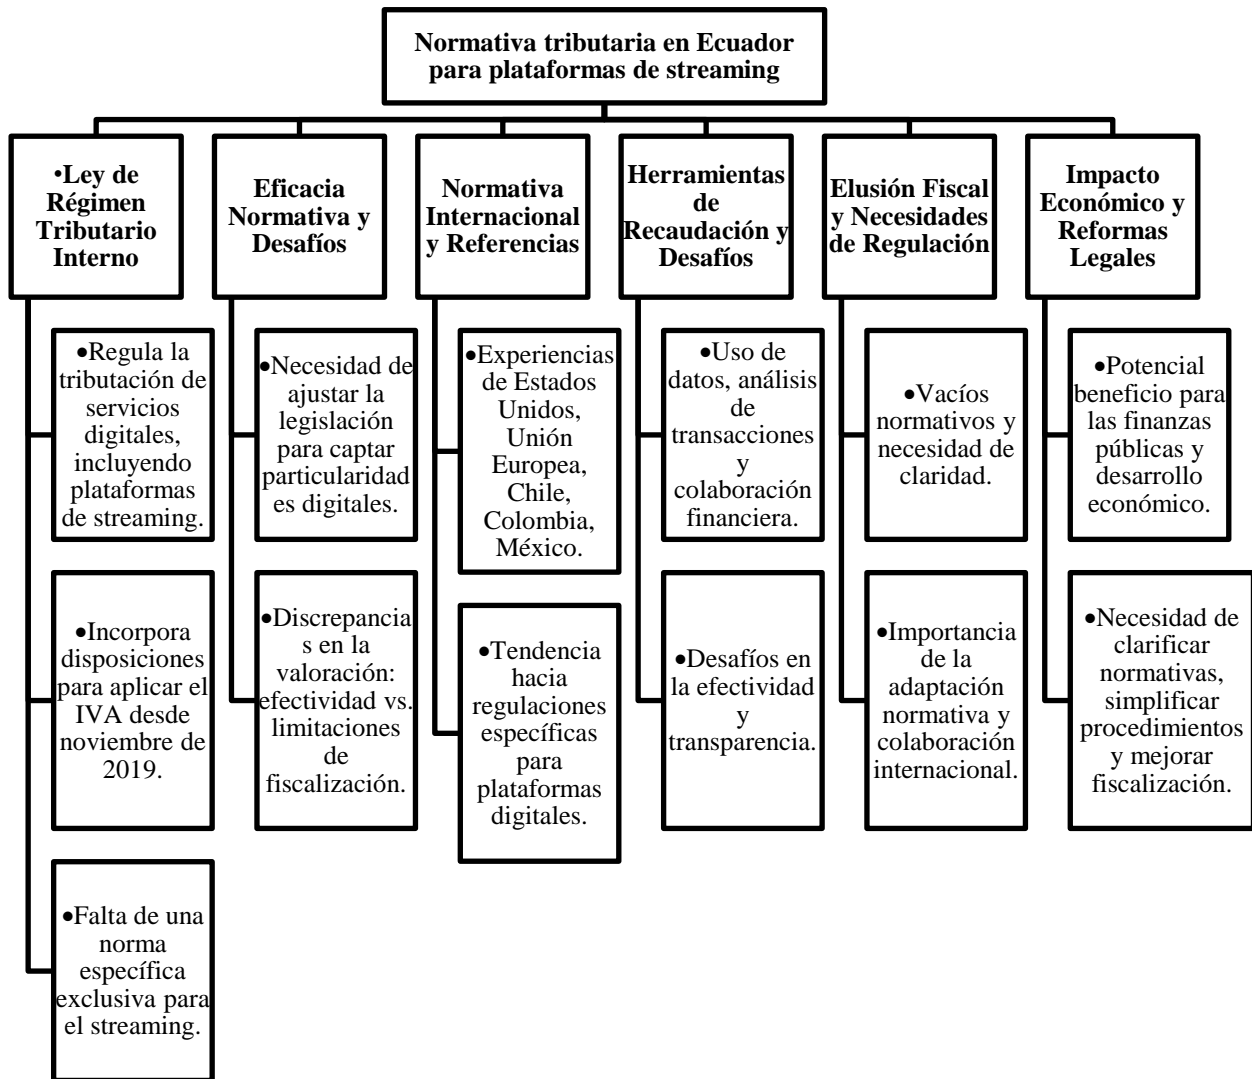 Normativa tributaria en Ecuador
para plataformas de streaming
•Ley de
Régimen
Tributario
Interno
•Regula la
tributación de
servicios
digitales,
incluyendo
plataformas
de streaming.
•Incorpora
disposiciones
para aplicar el
IVA desde
noviembre de
2019.
•Falta de una
norma
específica
exclusiva para
el streaming.
Eficacia
Normativa y
Desafíos
•Necesidad de
ajustar la
legislación
para captar
particularidad
es digitales.
•Discrepancia
s en la
valoración:
efectividad vs.
limitaciones
de
fiscalización.
Normativa
Internacional
y Referencias
•Experiencias
de Estados
Unidos,
Unión
Europea,
Chile,
Colombia,
México.
•Tendencia
hacia
regulaciones
específicas
para
plataformas
digitales.
Herramientas
de
Recaudación y
Desafíos
•Uso de
datos, análisis
de
transacciones
y
colaboración
financiera.
•Desafíos en
la efectividad
y
transparencia.
Elusión Fiscal
y Necesidades
de Regulación
•Vacíos
normativos y
necesidad de
claridad.
•Importancia
de la
adaptación
normativa y
colaboración
internacional.
Impacto
Económico y
Reformas
Legales
•Potencial
beneficio para
las finanzas
públicas y
desarrollo
económico.
•Necesidad de
clarificar
normativas,
simplificar
procedimientos
y mejorar
fiscalización.